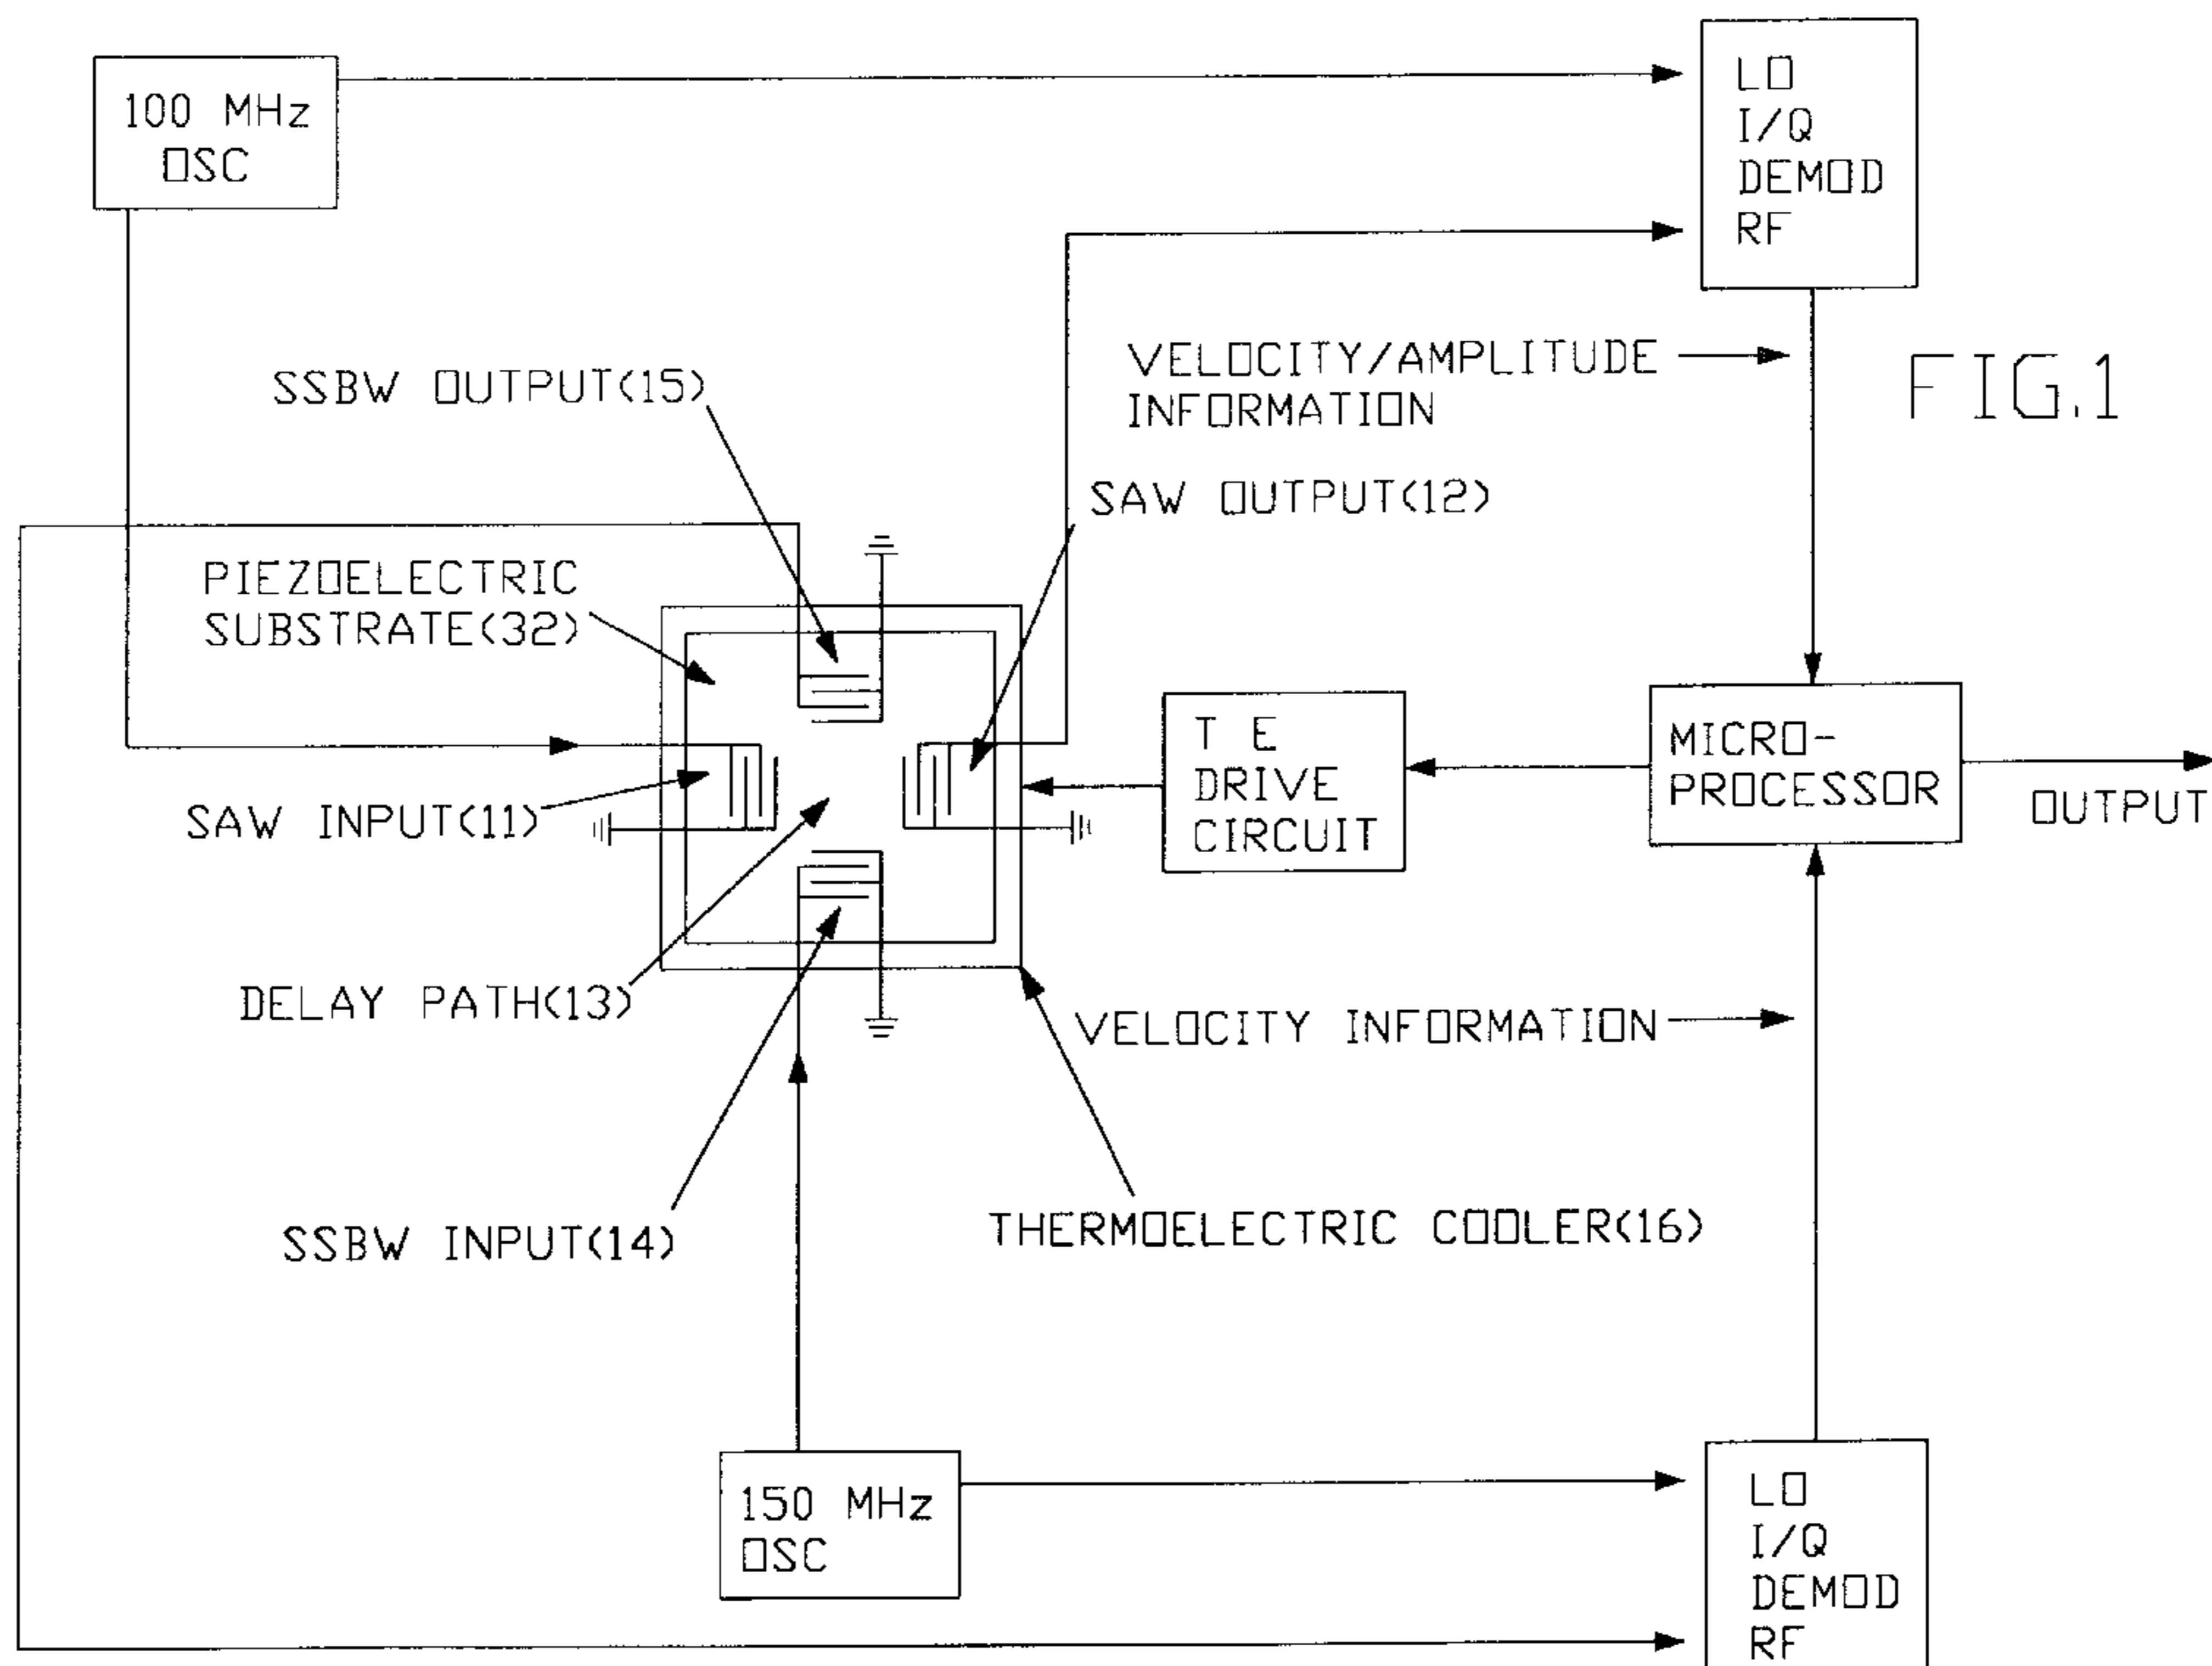 100 MHz
OSC
LO
I/Q
DEMOD
RF
VELOCITY/AMPLITUDE
INFORMATION
FIG.1
SSBW OUTPUT(15)
SAW OUTPUT(12)
PIEZOELECTRIC
SUBSTRATE(32)
T E
DRIVE
CIRCUIT
MICRO-
PROCESSOR
OUTPUT
SAW INPUT(11)
DELAY PATH(13)
VELOCITY INFORMATION
SSBW INPUT(14)
THERMOELECTRIC COOLER(16)
150 MHz
OSC
LO
I/Q
DEMOD
RF